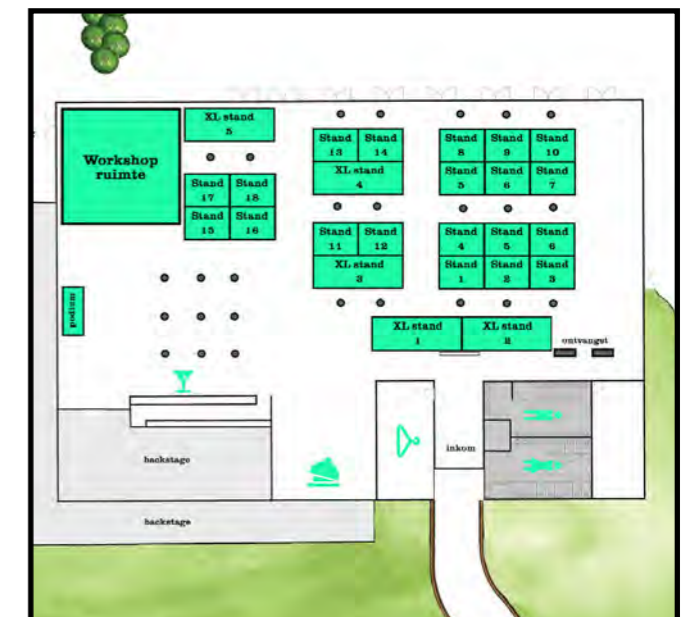 XL stand
5
Workshop
ruimte
Stand
13
Stand
14
XL stand
4
Stand
8
Stand
9
Stand
10
Stand
5
Stand
6
Stand
7
Stand
17
Stand
18
Stand
15
Stand
16
Stand
11
Stand
12
XL stand
3
Stand
4
Stand
5
Stand
6
Stand
1
Stand
2
Stand
3
podium
XL stand
1
XL stand
2
ontvangst
inkom
backstage
backstage